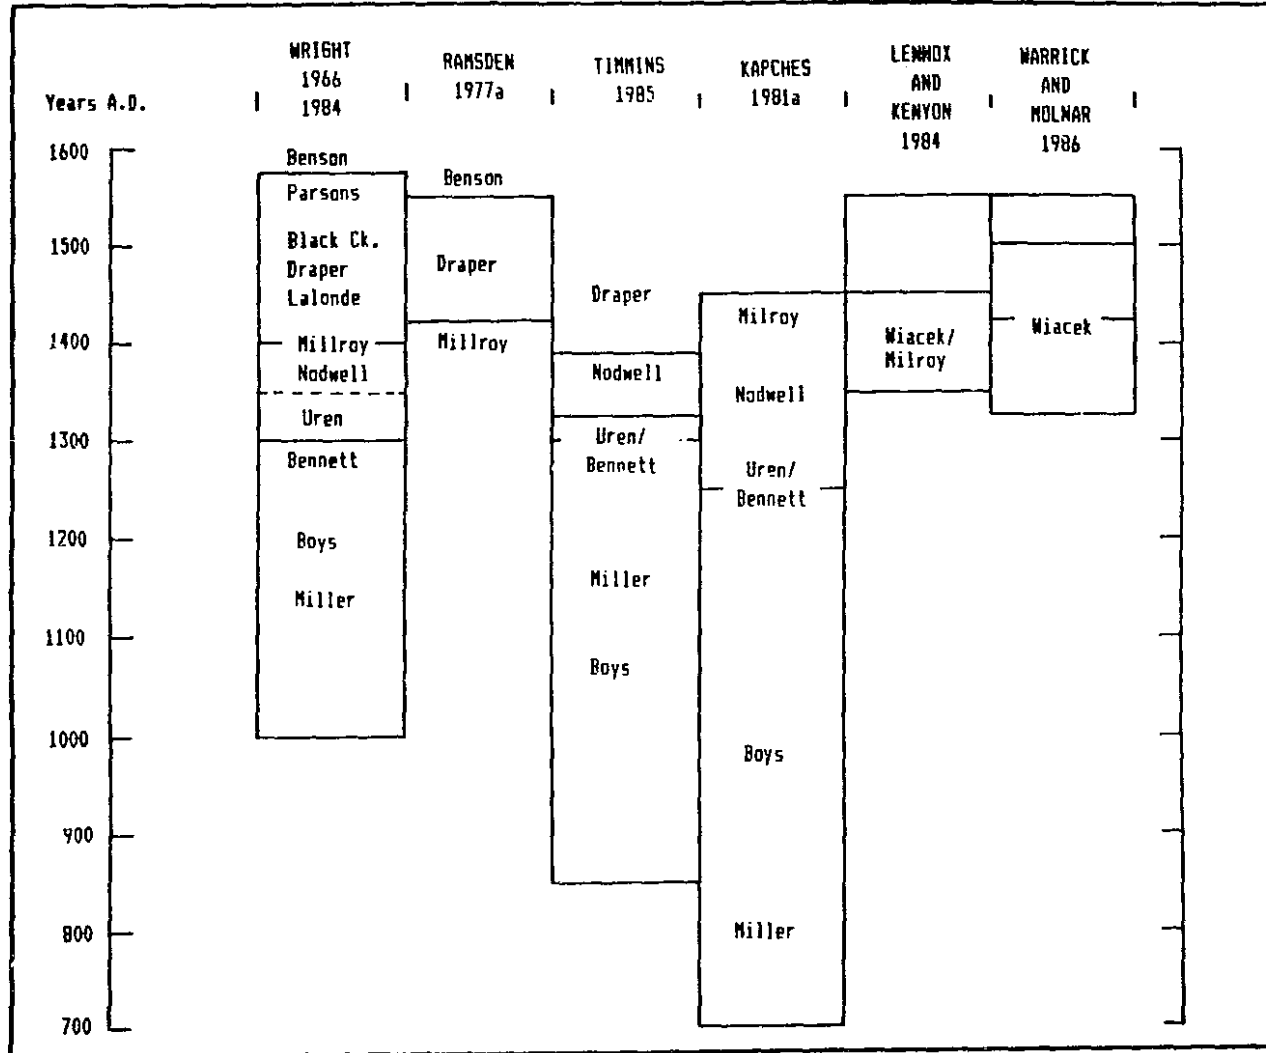 WRIGHT
1966
1984
RAMSDEN
1977a
TIMMINS
1985
KAPCHES
1981a
LENNOX
AND
KENYON
1984
WARRICK
AND
MOLNAR
1986
Years A.D.
1600
1500
1400
1300
1200
1100
1000
900
800
700
Benson
Parsons
Black Ck.
Draper
Lalonde
Millroy
Nodwell
Uren
Bennett
Boys
Miller
Benson
Draper
Millroy
Draper
Nodwell
Uren/
Bennett
Miller
Boys
Milroy
Nodwell
Uren/
Bennett
Boys
Miller
Wiacek/
Milroy
Wiacek